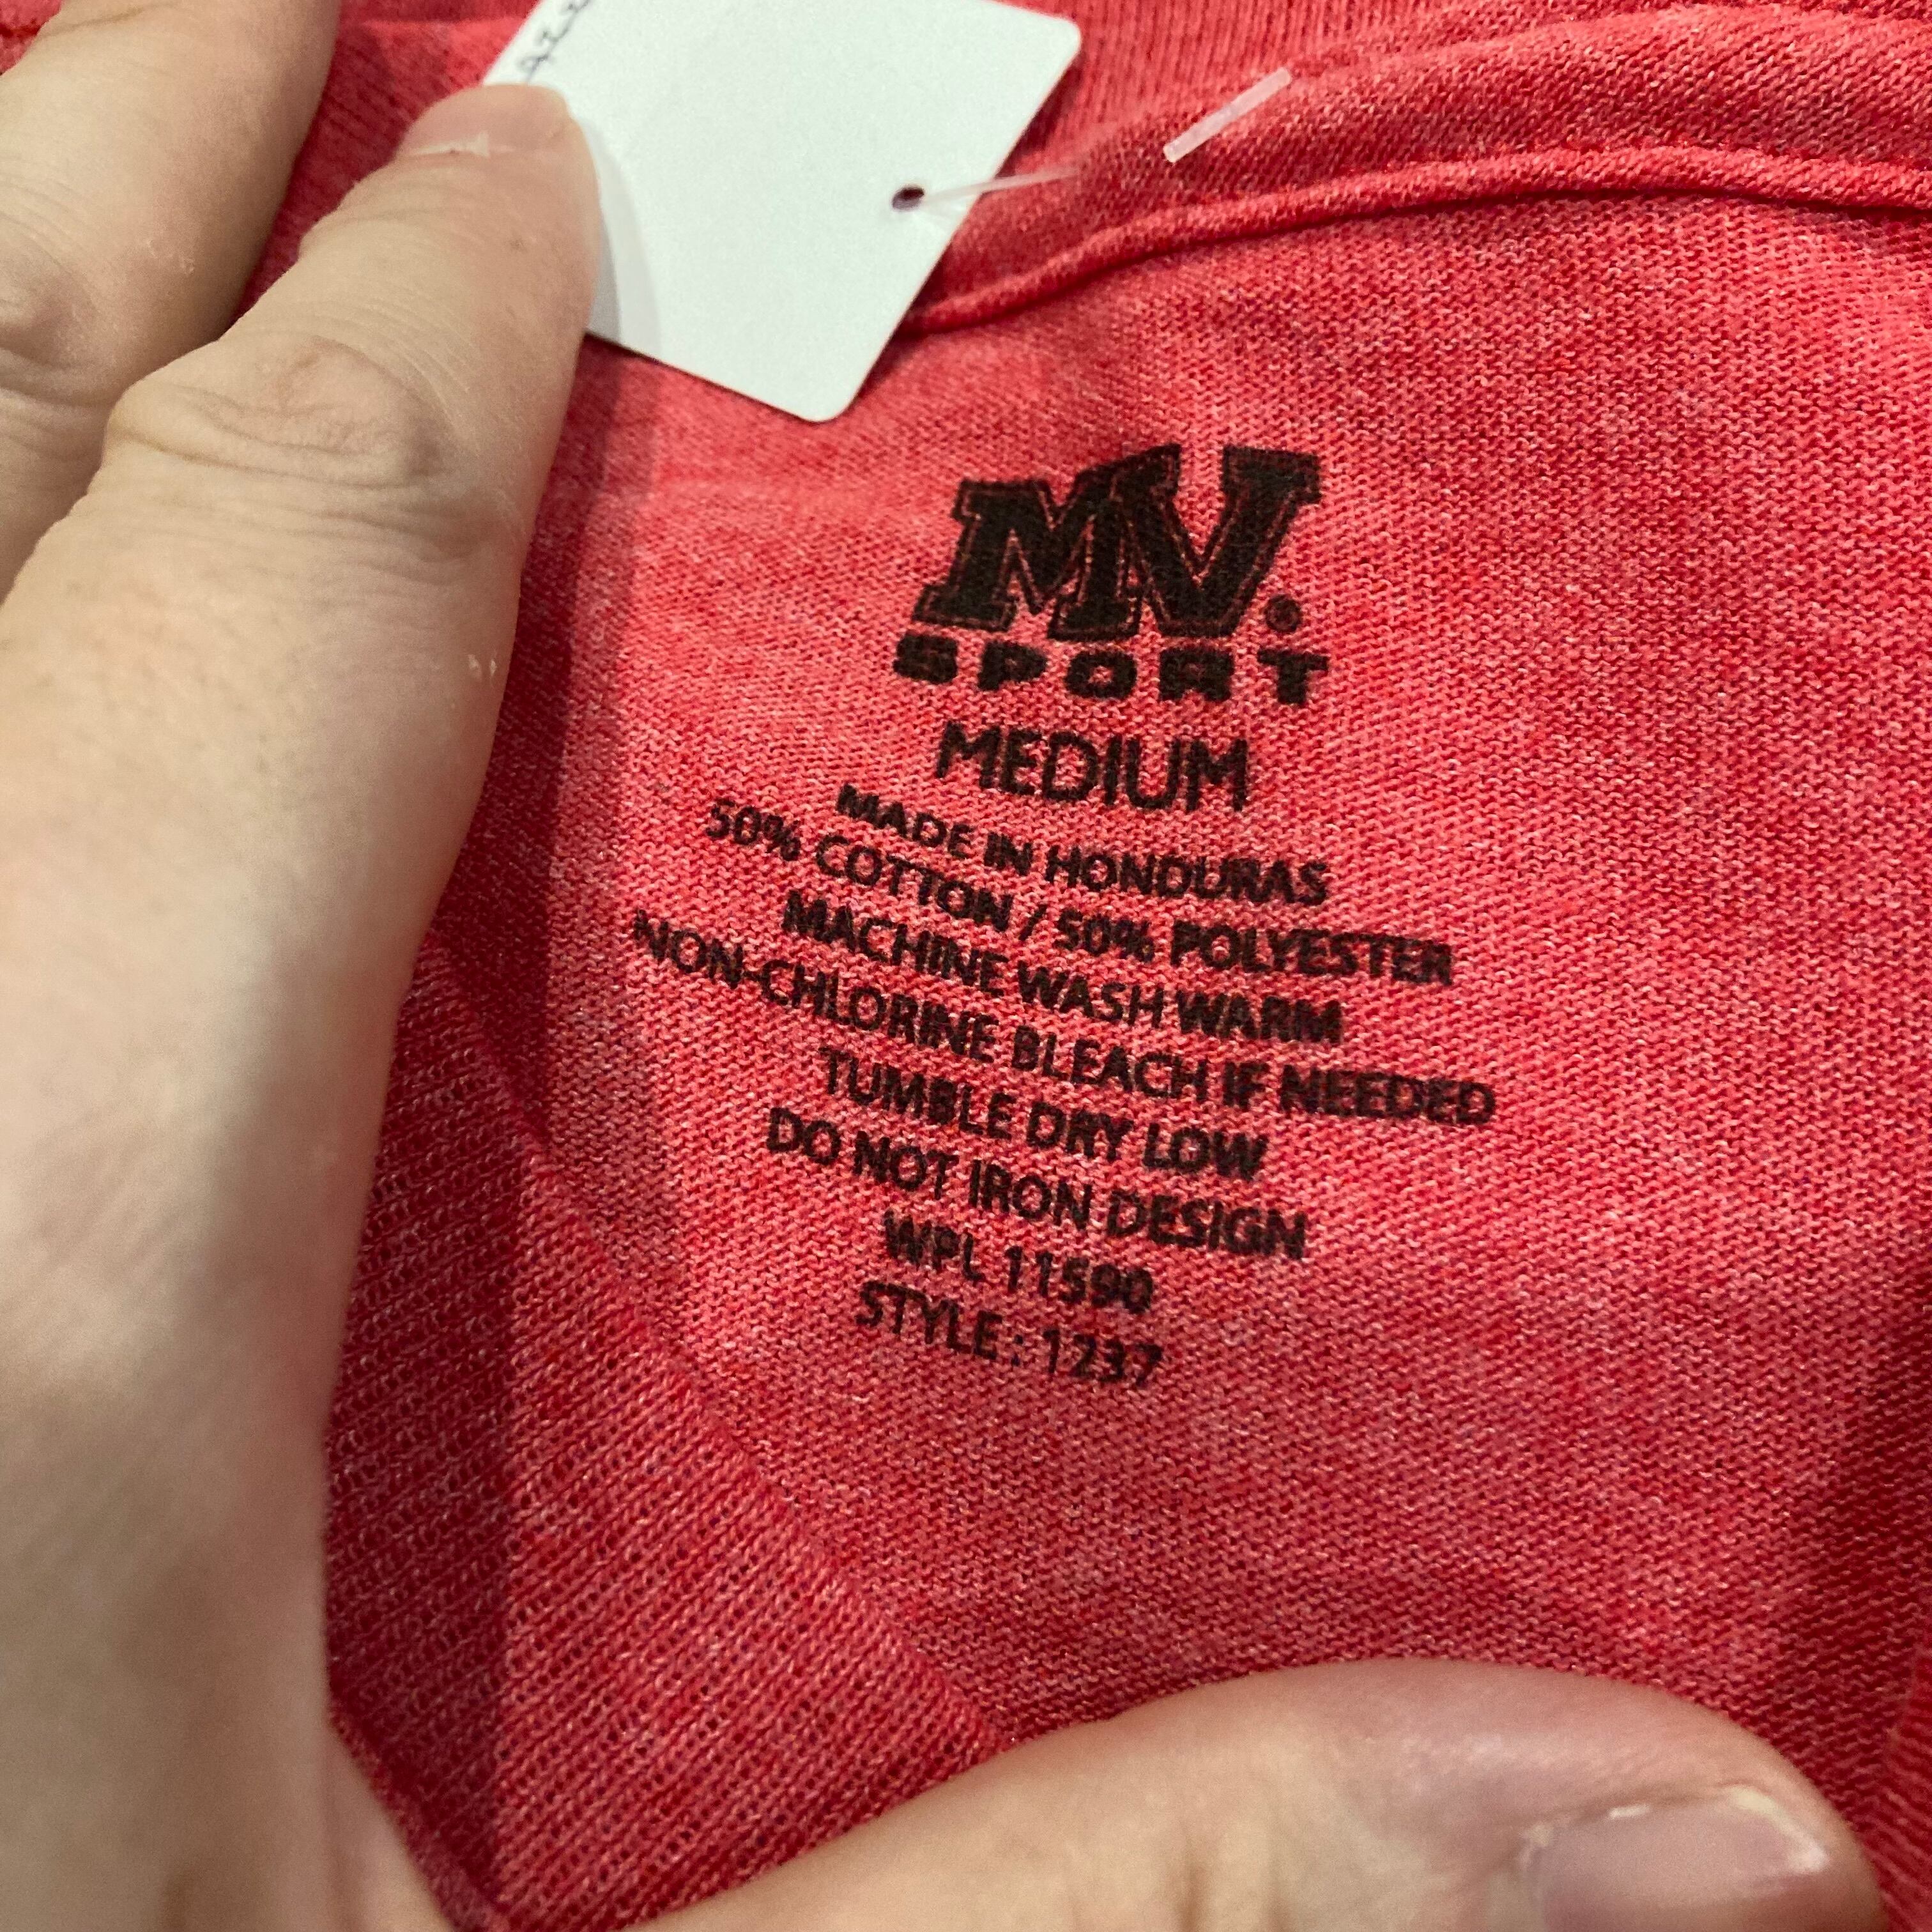 MV®
SPORT
MEDIUM
MADE IN HONDURAS
50% COTTON / 50% POLYESTER
MACHINE WASH WARM
NON-CHLORINE BLEACH IF NEEDED
TUMBLE DRY LOW
DO NOT IRON DESIGN
WPL 11590
STYLE: 1237